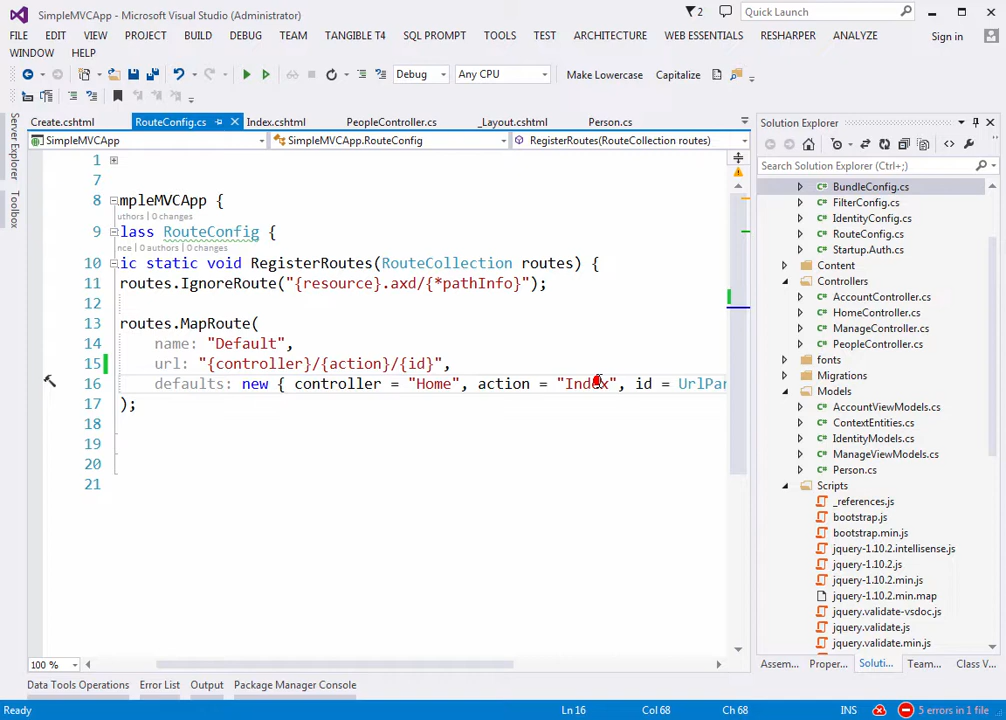 SimpleMVCApp - Microsoft Visual Studio (Administrator)
2
Quick Launch
FILE EDIT VIEW PROJECT BUILD DEBUG TEAM TANGIBLE T4 SQL PROMPT TOOLS TEST ARCHITECTURE WEB ESSENTIALS RESHARPER ANALYZE
Sign in
WINDOW HELP
Debug Any CPU Make Lowercase Capitalize
Server Explorer
Toolbox
Create.cshtml RouteConfig.cs Index.cshtml PeopleController.cs _Layout.cshtml Person.cs
SimpleMVCApp SimpleMVCApp.RouteConfig RegisterRoutes(RouteCollection routes)
1
7
8 mpleMVCApp {
uthors | 0 changes
9 lass RouteConfig {
nce | 0 authors | 0 changes
10 ic static void RegisterRoutes(RouteCollection routes) {
11 routes.IgnoreRoute("{resource}.axd/{*pathInfo}");
12
13 routes.MapRoute(
14 name: "Default",
15 url: "{controller}/{action}/{id}",
16 defaults: new { controller = "Home", action = "Index", id = UrlPar
17 );
18
19
20
21
100 %
Solution Explorer
Search Solution Explorer (Ctrl+;)
C# BundleConfig.cs
C# FilterConfig.cs
C# IdentityConfig.cs
C# RouteConfig.cs
C# Startup.Auth.cs
Content
Controllers
C# AccountController.cs
C# HomeController.cs
C# ManageController.cs
C# PeopleController.cs
fonts
Migrations
Models
C# AccountViewModels.cs
C# ContextEntities.cs
C# IdentityModels.cs
C# ManageViewModels.cs
C# Person.cs
Scripts
_references.js
bootstrap.js
bootstrap.min.js
jquery-1.10.2.intellisense.js
jquery-1.10.2.js
jquery-1.10.2.min.js
jquery-1.10.2.min.map
jquery.validate-vsdoc.js
jquery.validate.js
jquery.validate.min.js
Assem... Proper... Soluti... Team... Class V...
Data Tools Operations Error List Output Package Manager Console
Ready Ln 16 Col 68 Ch 68 INS 5 errors in 1 file